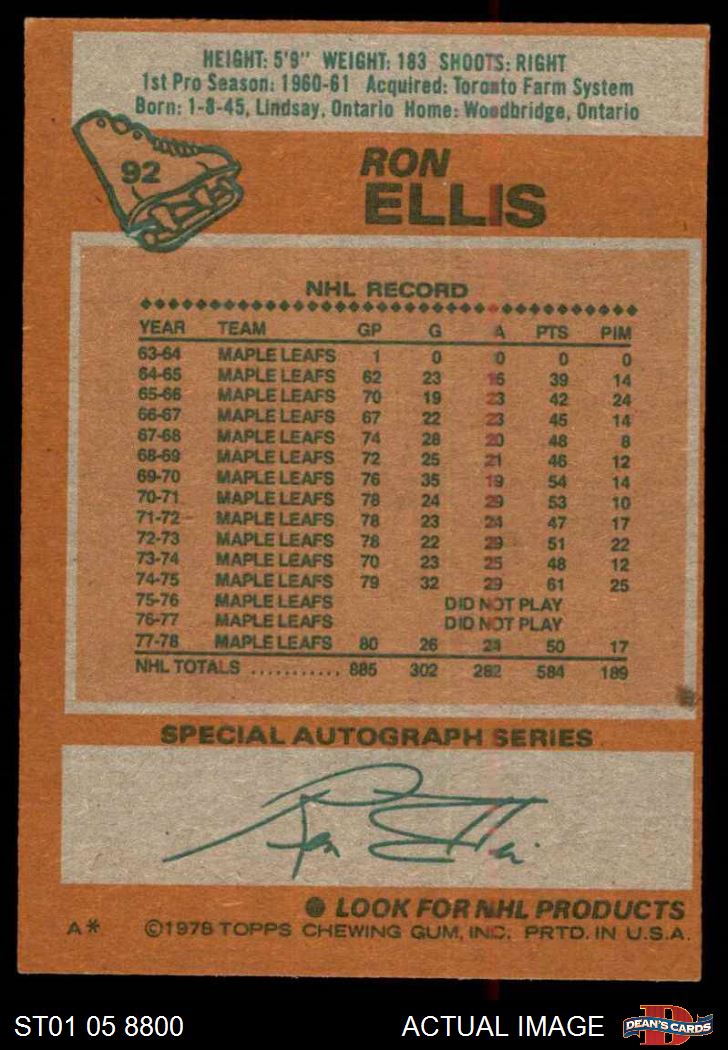 HEIGHT: 5'9" WEIGHT: 183 SHOOTS: RIGHT
1st Pro Season: 1960-61 Acquired: Toronto Farm System
Born: 1-8-45, Lindsay, Ontario Home: Woodbridge, Ontario
92
RON
ELLIS
NHL RECORD
YEAR TEAM GP G A PTS PIM
63-64 MAPLE LEAFS 1 0 0 0 0
64-65 MAPLE LEAFS 62 23 16 39 14
65-66 MAPLE LEAFS 70 19 23 42 24
66-67 MAPLE LEAFS 67 22 23 45 14
67-68 MAPLE LEAFS 74 28 20 48 8
68-69 MAPLE LEAFS 72 25 21 46 12
69-70 MAPLE LEAFS 76 35 19 54 14
70-71 MAPLE LEAFS 78 24 29 53 10
71-72 MAPLE LEAFS 78 23 24 47 17
72-73 MAPLE LEAFS 78 22 29 51 22
73-74 MAPLE LEAFS 70 23 25 48 12
74-75 MAPLE LEAFS 79 32 29 61 25
75-76 MAPLE LEAFS DID NOT PLAY
76-77 MAPLE LEAFS DID NOT PLAY
77-78 MAPLE LEAFS 80 26 24 50 17
NHL TOTALS ........... 885 302 282 584 189
SPECIAL AUTOGRAPH SERIES
Ron Ellis
LOOK FOR NHL PRODUCTS
A* ©1978 TOPPS CHEWING GUM, INC. PRTD. IN U.S.A.
ST01 05 8800 ACTUAL IMAGE D DEAN'S CARDS